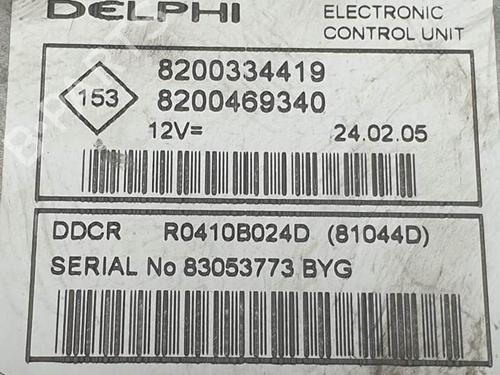 DELPHI
ELECTRONIC
CONTROL UNIT
153
8200334419
8200469340
12V=
24.02.05
DDCR R0410B024D (81044D)
SERIAL No 83053773 BYG